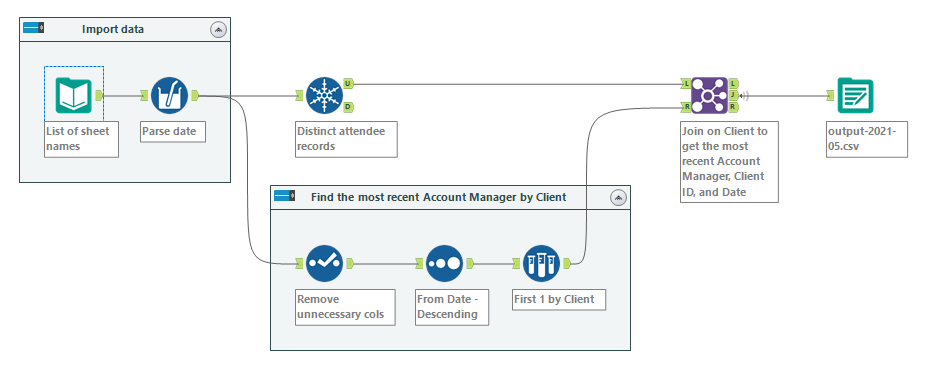 Import data
List of sheet
names
Parse date
U
D
Distinct attendee
records
L
R
L
J
R
Join on Client to
get the most
recent Account
Manager, Client
ID, and Date
output-2021-
05.csv
Find the most recent Account Manager by Client
Remove
unnecessary cols
From Date -
Descending
First 1 by Client